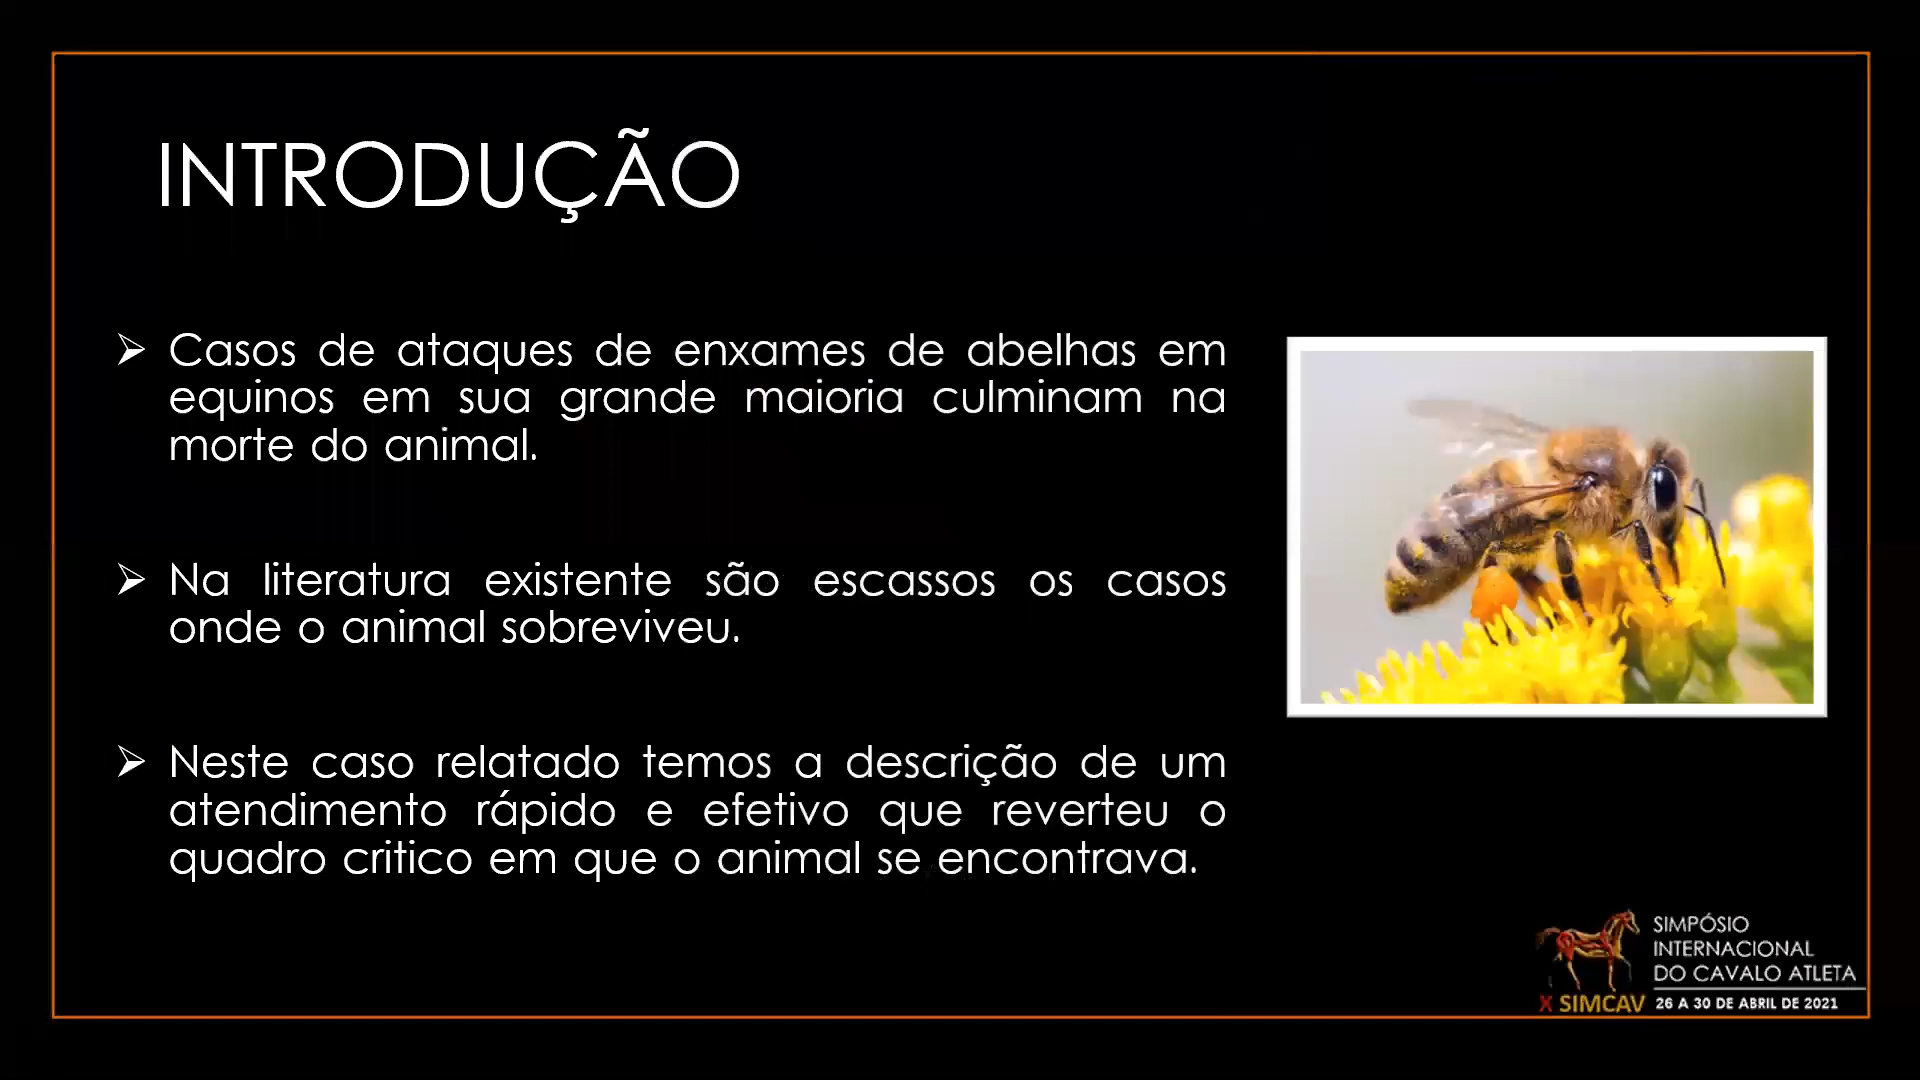 INTRODUÇÃO
➢ Casos de ataques de enxames de abelhas em
equinos em sua grande maioria culminam na
morte do animal.
➢ Na literatura existente são escassos os casos
onde o animal sobreviveu.
➢ Neste caso relatado temos a descrição de um
atendimento rápido e efetivo que reverteu o
quadro critico em que o animal se encontrava.
SIMPÓSIO
INTERNACIONAL
DO CAVALO ATLETA
X SIMCAV 26 A 30 DE ABRIL DE 2021